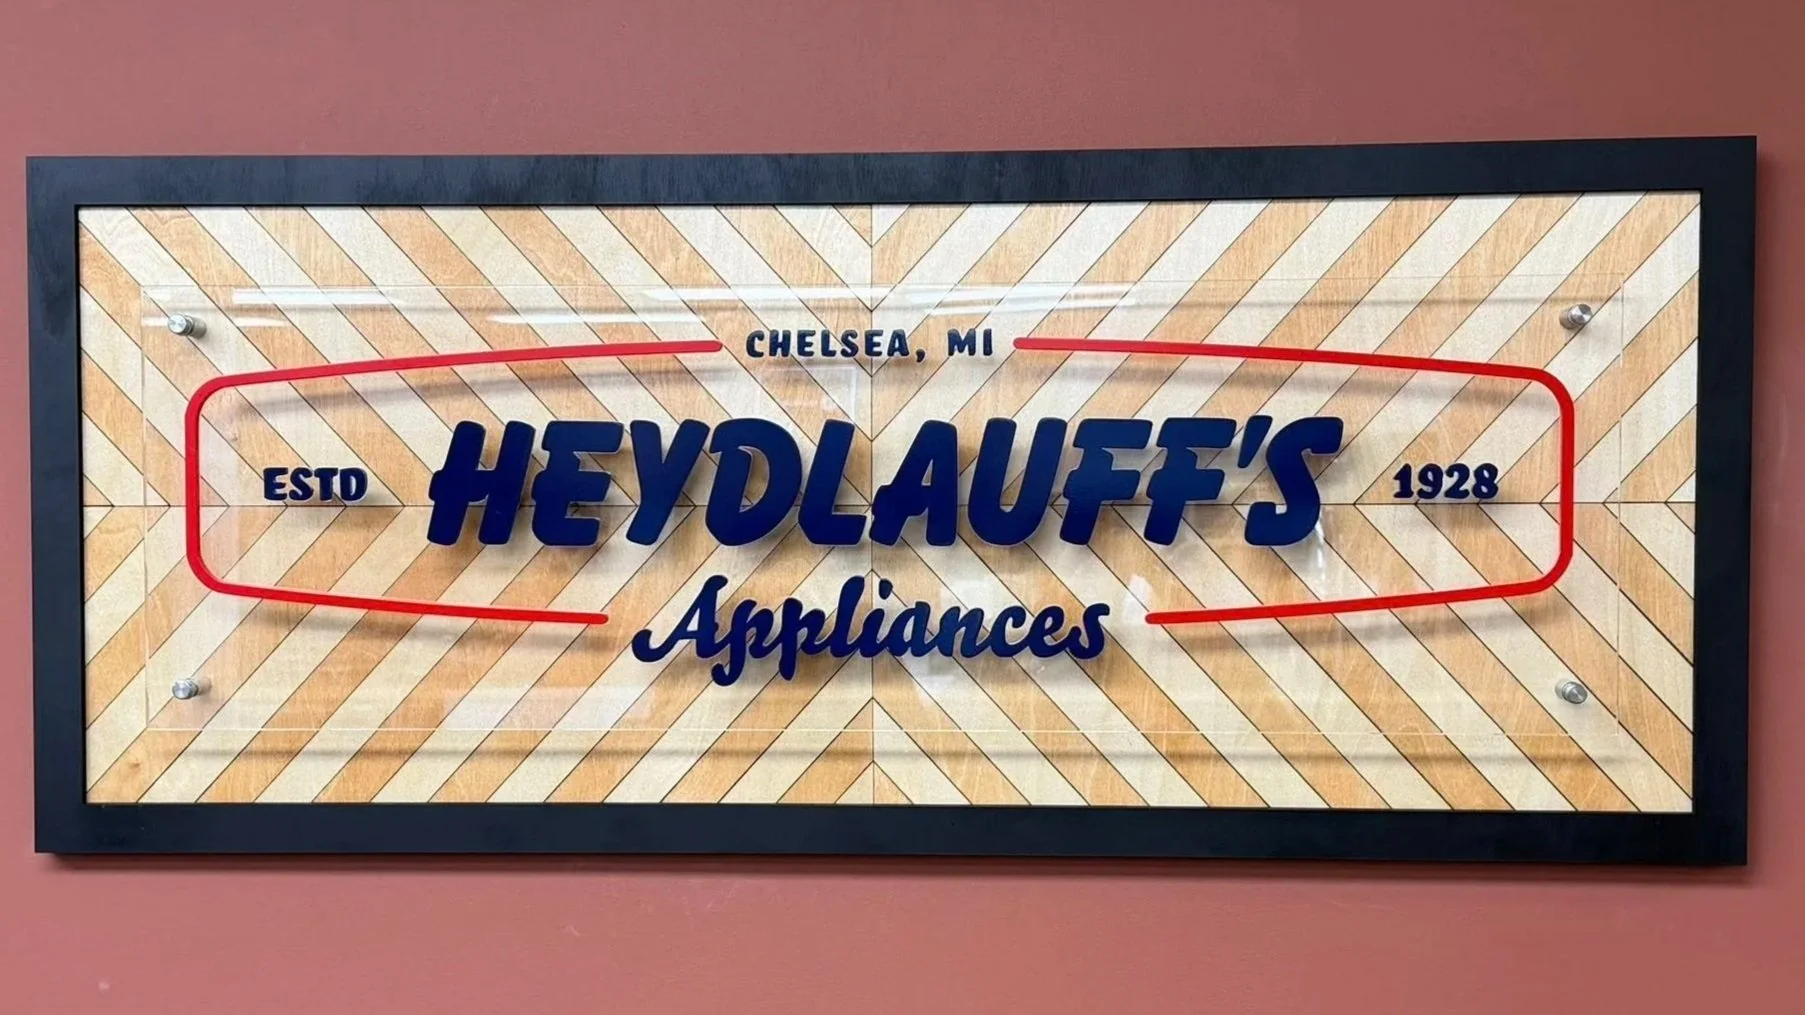 CHELSEA, MI
ESTD
HEYDLAUFF'S
1928
Appliances